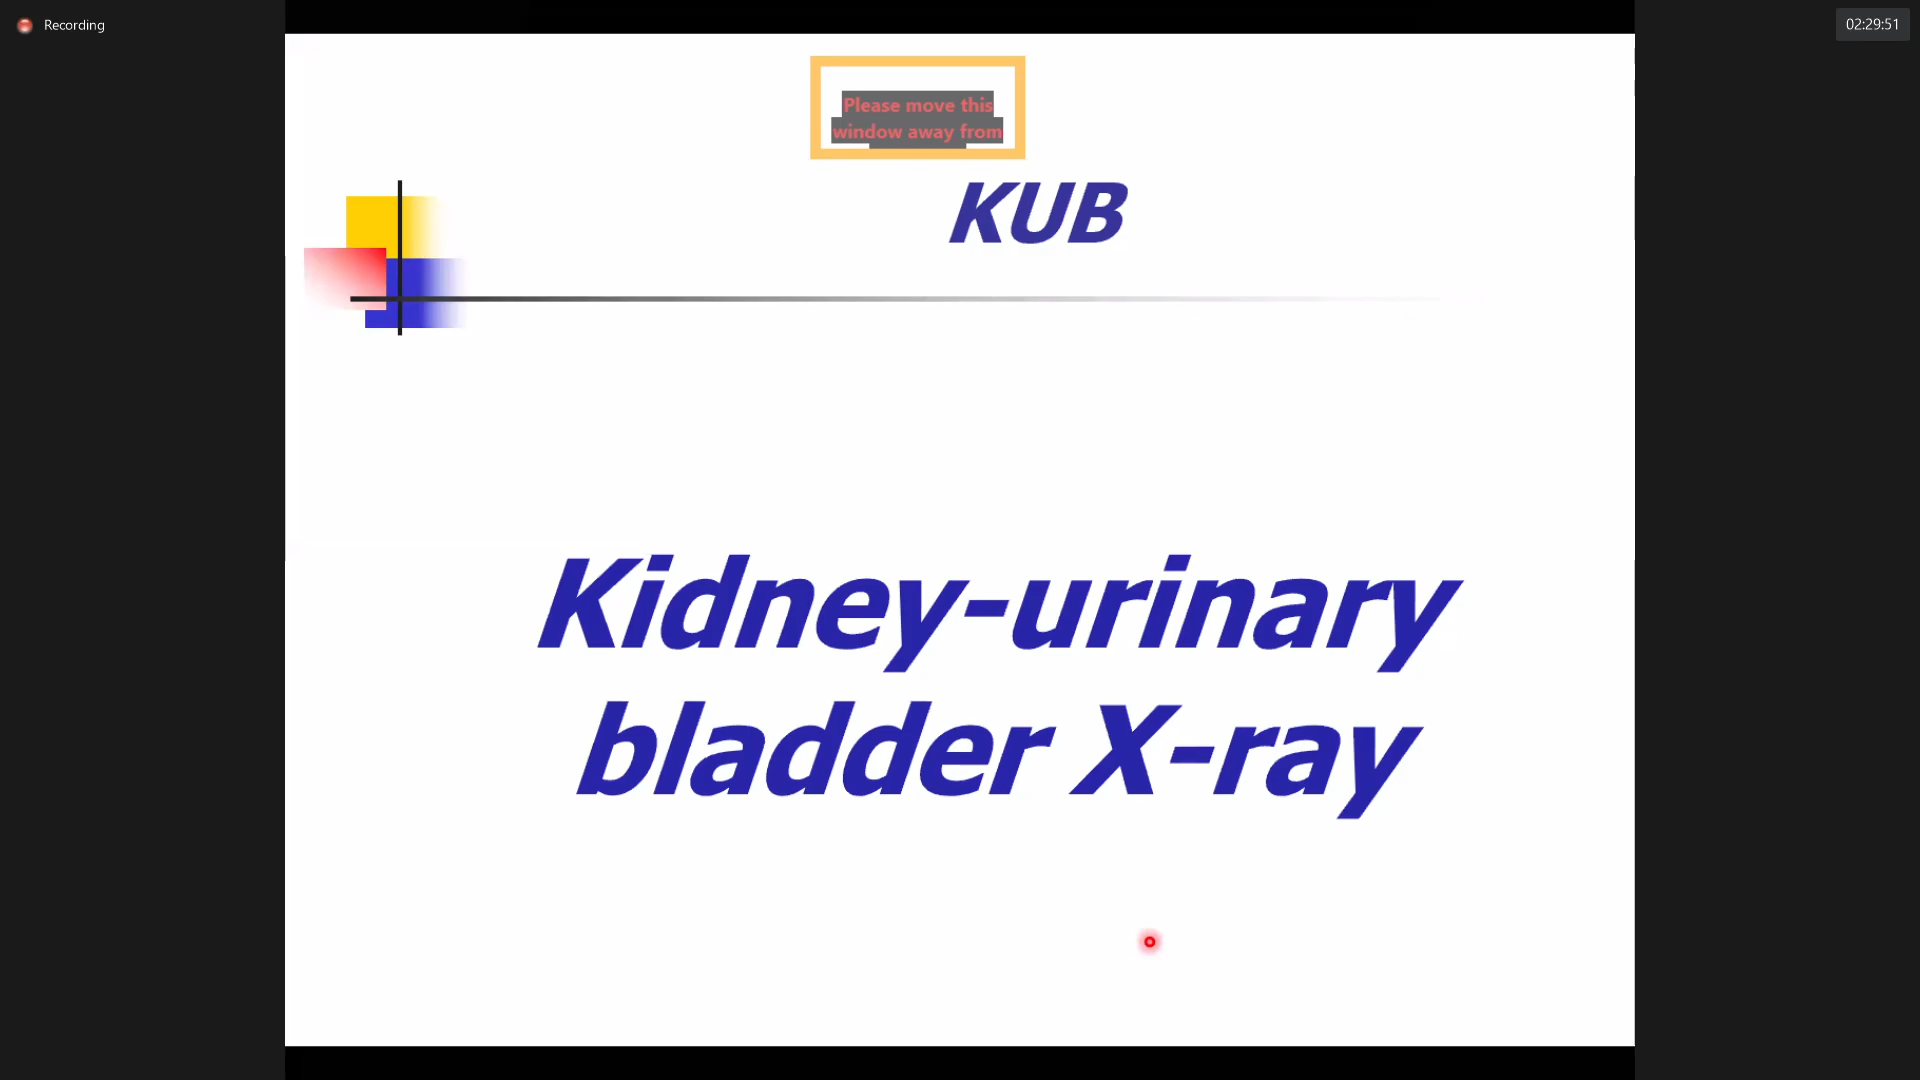 Recording
02:29:51
Please move this
window away from
KUB
Kidney-urinary
bladder X-ray